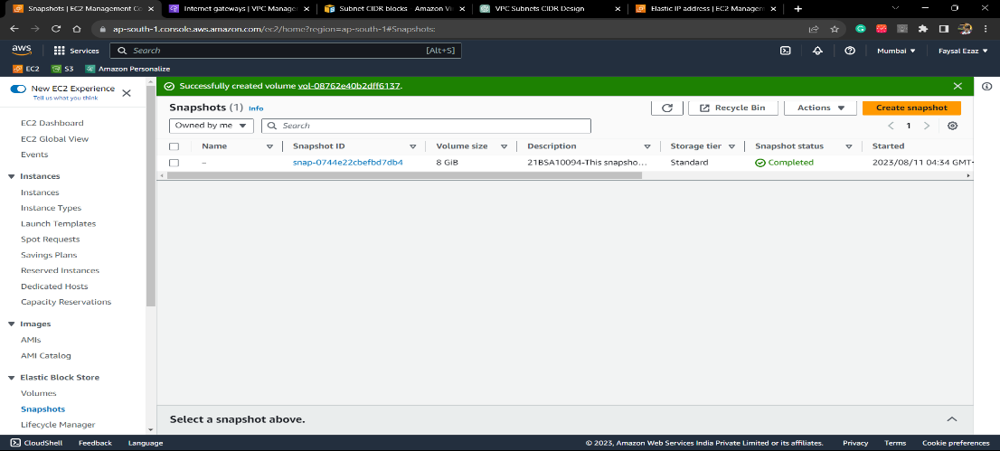 Snapshots | EC2 Management Co
Internet gateways | VPC Manage
Subnet CIDR blocks - Amazon Vi
VPC Subnets CIDR Design
Elastic IP address | EC2 Managem
ap-south-1.console.aws.amazon.com/ec2/home?region=ap-south-1#Snapshots:
aws Services Search [Alt+S] Mumbai Faysal Ezaz
EC2 S3 Amazon Personalize
New EC2 Experience
Tell us what you think
EC2 Dashboard
EC2 Global View
Events
Instances
Instances
Instance Types
Launch Templates
Spot Requests
Savings Plans
Reserved Instances
Dedicated Hosts
Capacity Reservations
Images
AMIs
AMI Catalog
Elastic Block Store
Volumes
Snapshots
Lifecycle Manager
Successfully created volume vol-08762e40b2dff6137.
Snapshots (1) Info Recycle Bin Actions Create snapshot
Owned by me Search 1
Name Snapshot ID Volume size Description Storage tier Snapshot status Started
– snap-0744e22cbefbd7db4 8 GiB 21BSA10094-This snapsho... Standard Completed 2023/08/11 04:34 GMT+
Select a snapshot above.
CloudShell Feedback Language © 2023, Amazon Web Services India Private Limited or its affiliates. Privacy Terms Cookie preferences